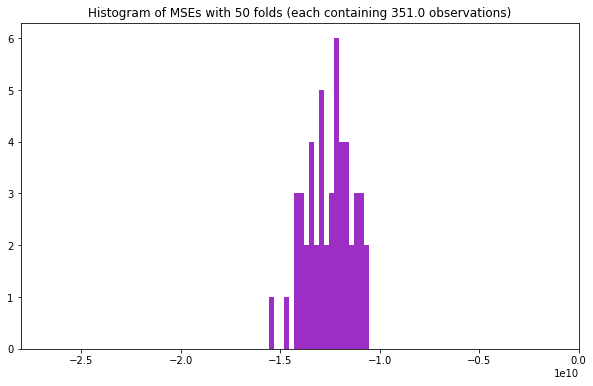 Histogram of MSEs with 50 folds (each containing 351.0 observations)
6
5
4
3
2
1
0
−2.5 −2.0 −1.5 −1.0 −0.5 0.0
1e10